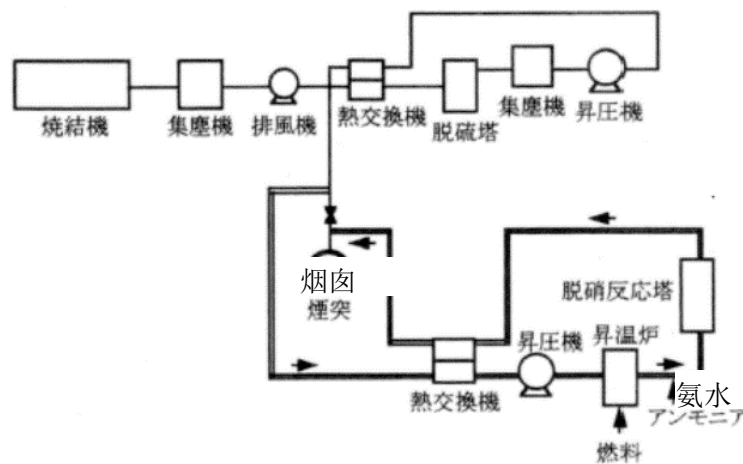 焼結機
集塵機
排風機
熱交換機
脱硫塔
集塵機
昇圧機
烟囱
煙突
脱硝反応塔
昇圧機
昇温炉
熱交換機
氨水
アンモニア
燃料